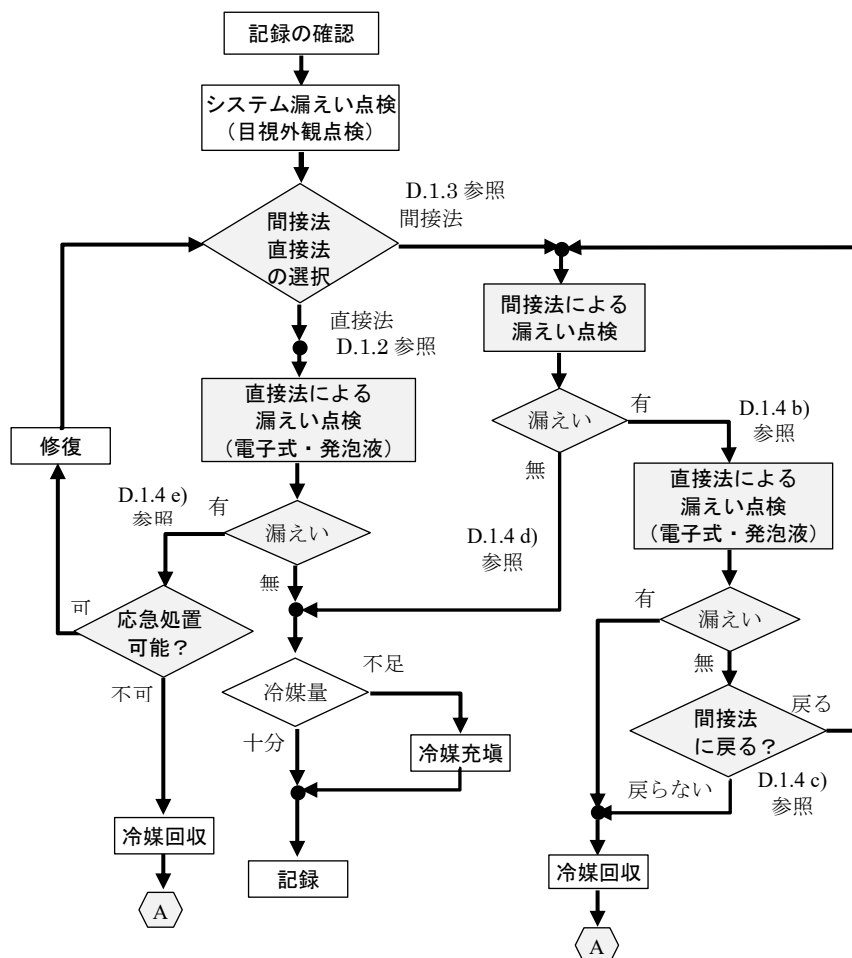 記録の確認
システム漏えい点検
(目視外観点検)
D.1.3 参照
間接法
間接法
直接法
の選択
直接法
D.1.2 参照
間接法による
漏えい点検
直接法による
漏えい点検
(電子式・発泡液)
漏えい
有
無
D.1.4 b)
参照
修復
直接法による
漏えい点検
(電子式・発泡液)
D.1.4 e)
参照
有
漏えい
無
D.1.4 d)
参照
可
応急処置
可能?
不可
有
漏えい
無
冷媒量
不足
十分
冷媒充塡
間接法
に戻る?
戻る
戻らない
D.1.4 c)
参照
冷媒回収
A
記録
冷媒回収
A